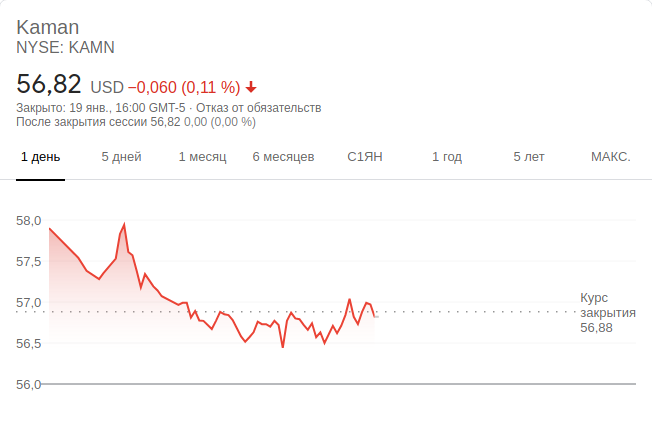 Kaman
NYSE: KAMN
56,82 USD −0,060 (0,11 %)
Закрыто: 19 янв., 16:00 GMT-5 · Отказ от обязательств
После закрытия сессии 56,82 0,00 (0,00 %)
1 день 5 дней 1 месяц 6 месяцев С1ЯН 1 год 5 лет МАКС.
58,0
57,5
57,0
56,5
56,0
Курс
закрытия
56,88